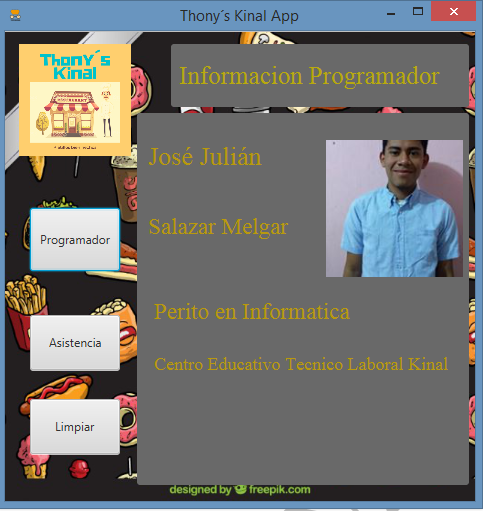 Thony´s Kinal App
Thony´s
Kinal
RESTAURANT
Informacion Programador
José Julián
Salazar Melgar
Programador
Perito en Informatica
Asistencia
Centro Educativo Tecnico Laboral Kinal
Limpiar
designed by freepik.com